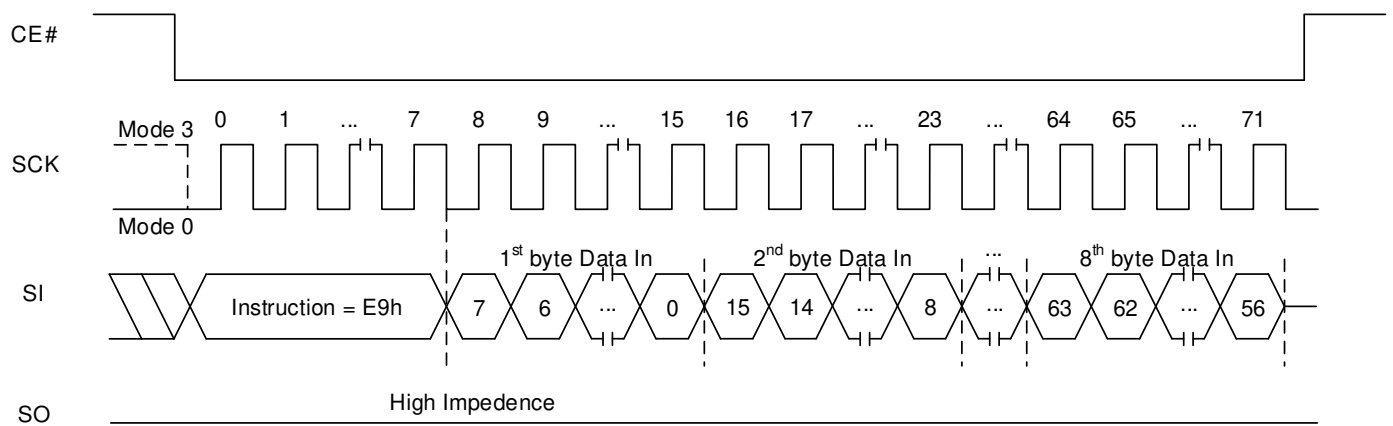 CE#
Mode 3
0 1 ... 7 8 9 ... 15 16 17 ... 23 ... 64 65 ... 71
SCK
Mode 0
1st byte Data In 2nd byte Data In ... 8th byte Data In
SI
Instruction = E9h 7 6 ... 0 15 14 ... 8 ... 63 62 ... 56
High Impedence
SO